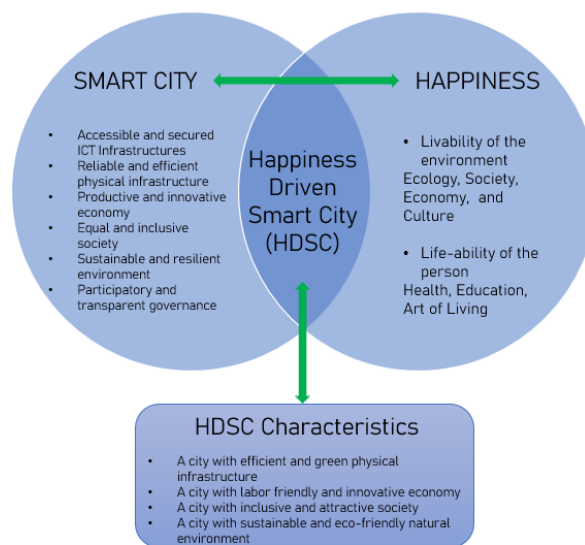 SMART CITY
• Accessible and secured
ICT Infrastructures
• Reliable and efficient
physical infrastructure
• Productive and innovative
economy
• Equal and inclusive
society
• Sustainable and resilient
environment
• Participatory and
transparent governance
Happiness
Driven
Smart City
(HDSC)
HAPPINESS
• Livability of the
environment
Ecology, Society,
Economy, and
Culture
• Life-ability of the
person
Health, Education,
Art of Living
HDSC Characteristics
• A city with efficient and green physical
infrastructure
• A city with labor friendly and innovative economy
• A city with inclusive and attractive society
• A city with sustainable and eco-friendly natural
environment